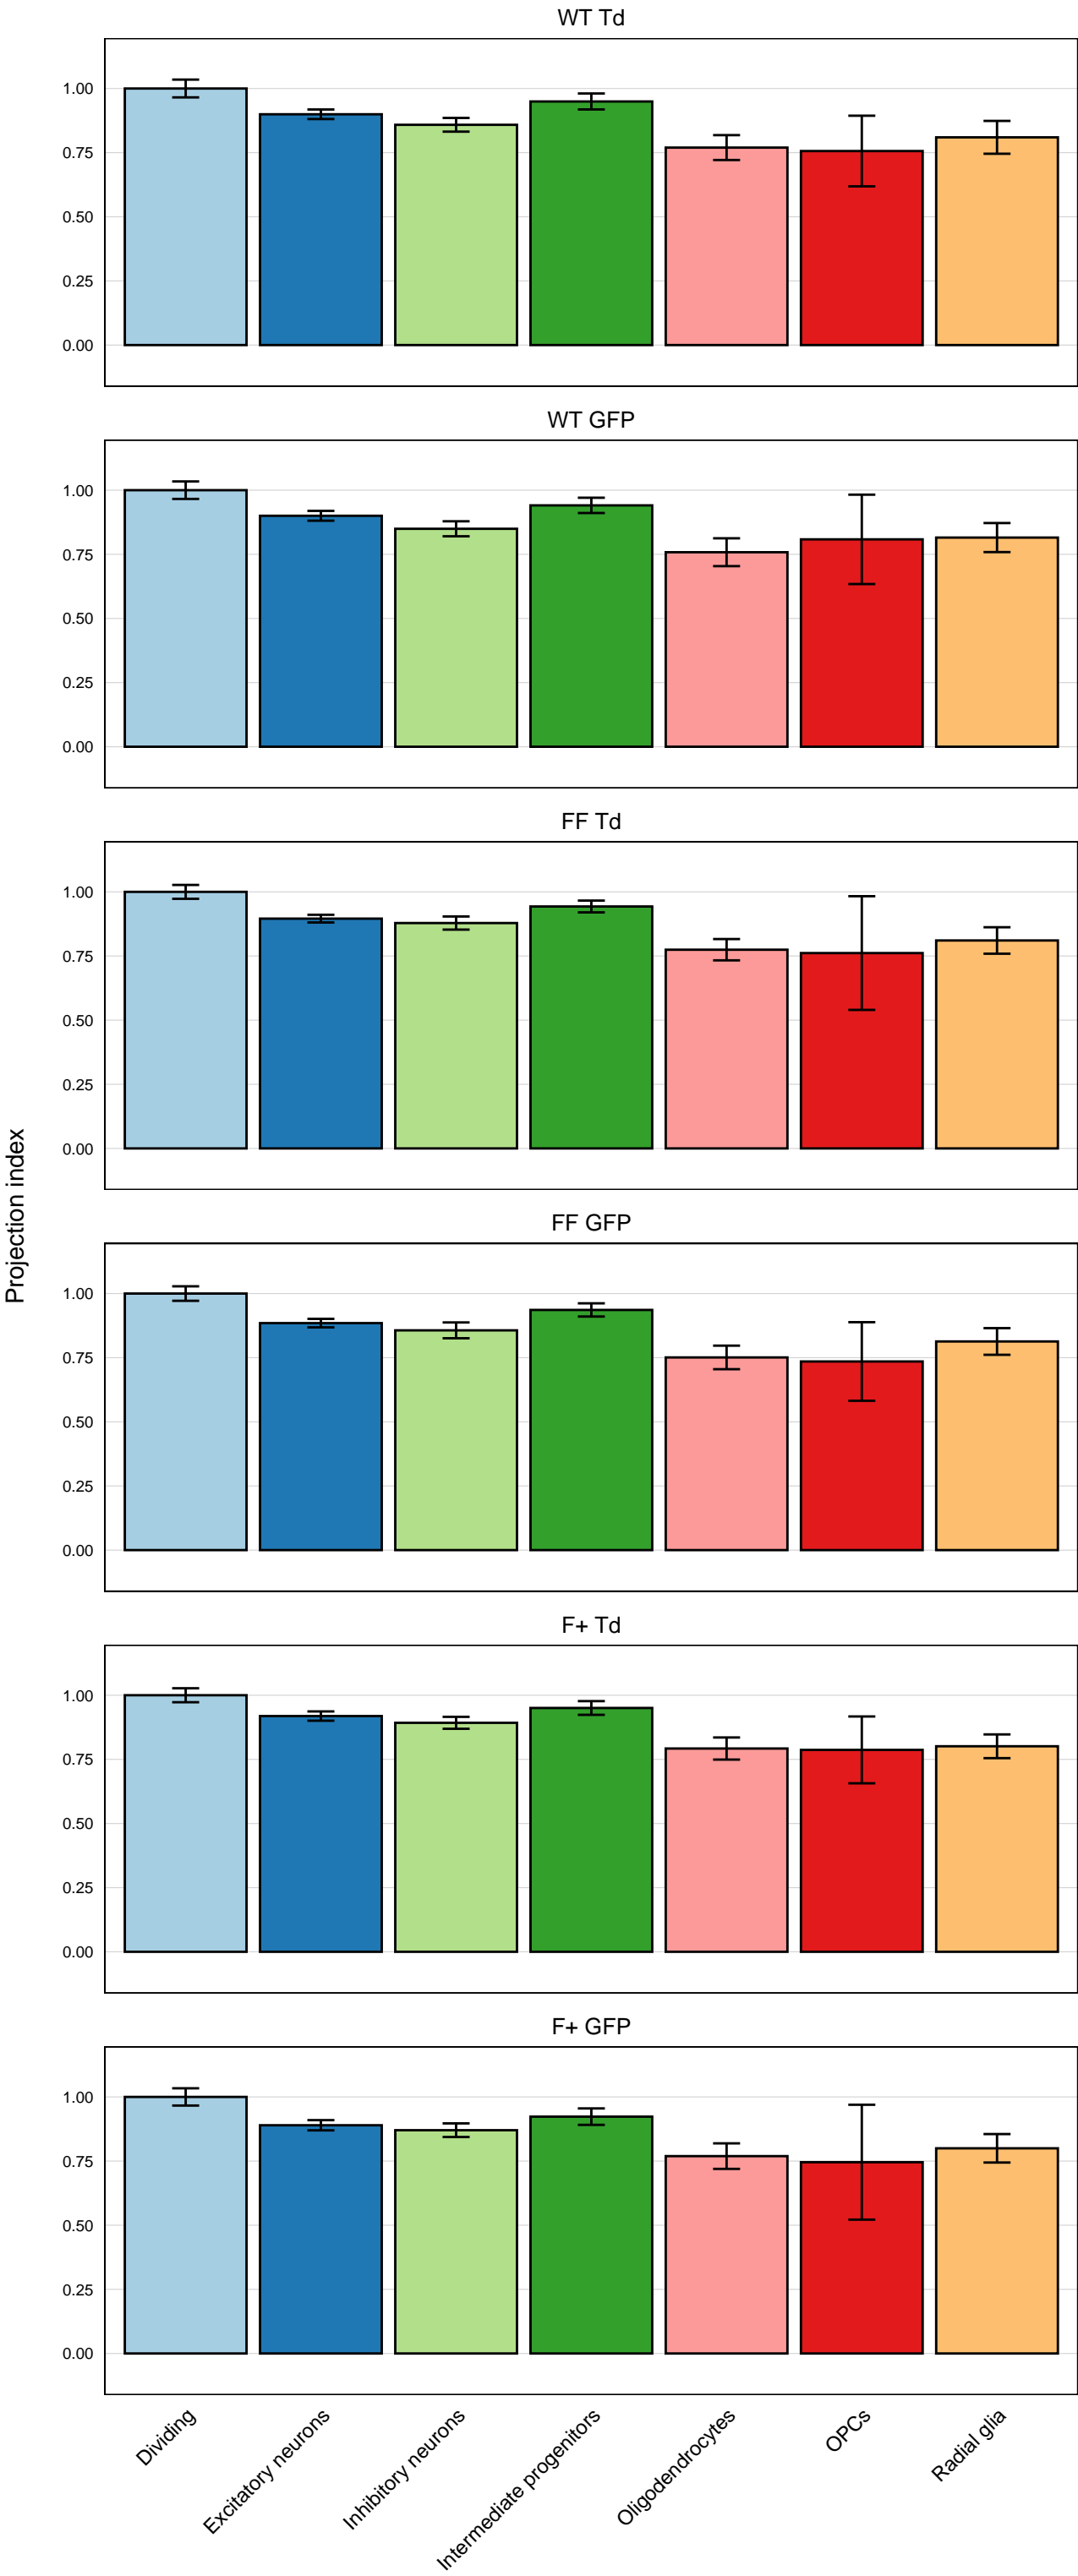 WT Td
1.00
0.75
0.50
0.25
0.00
WT GFP
1.00
0.75
0.50
0.25
0.00
FF Td
1.00
0.75
0.50
0.25
0.00
Projection index
FF GFP
1.00
0.75
0.50
0.25
0.00
F+ Td
1.00
0.75
0.50
0.25
0.00
F+ GFP
1.00
0.75
0.50
0.25
0.00
Dividing
Excitatory neurons
Inhibitory neurons
Intermediate progenitors
Oligodendrocytes
OPCs
Radial glia